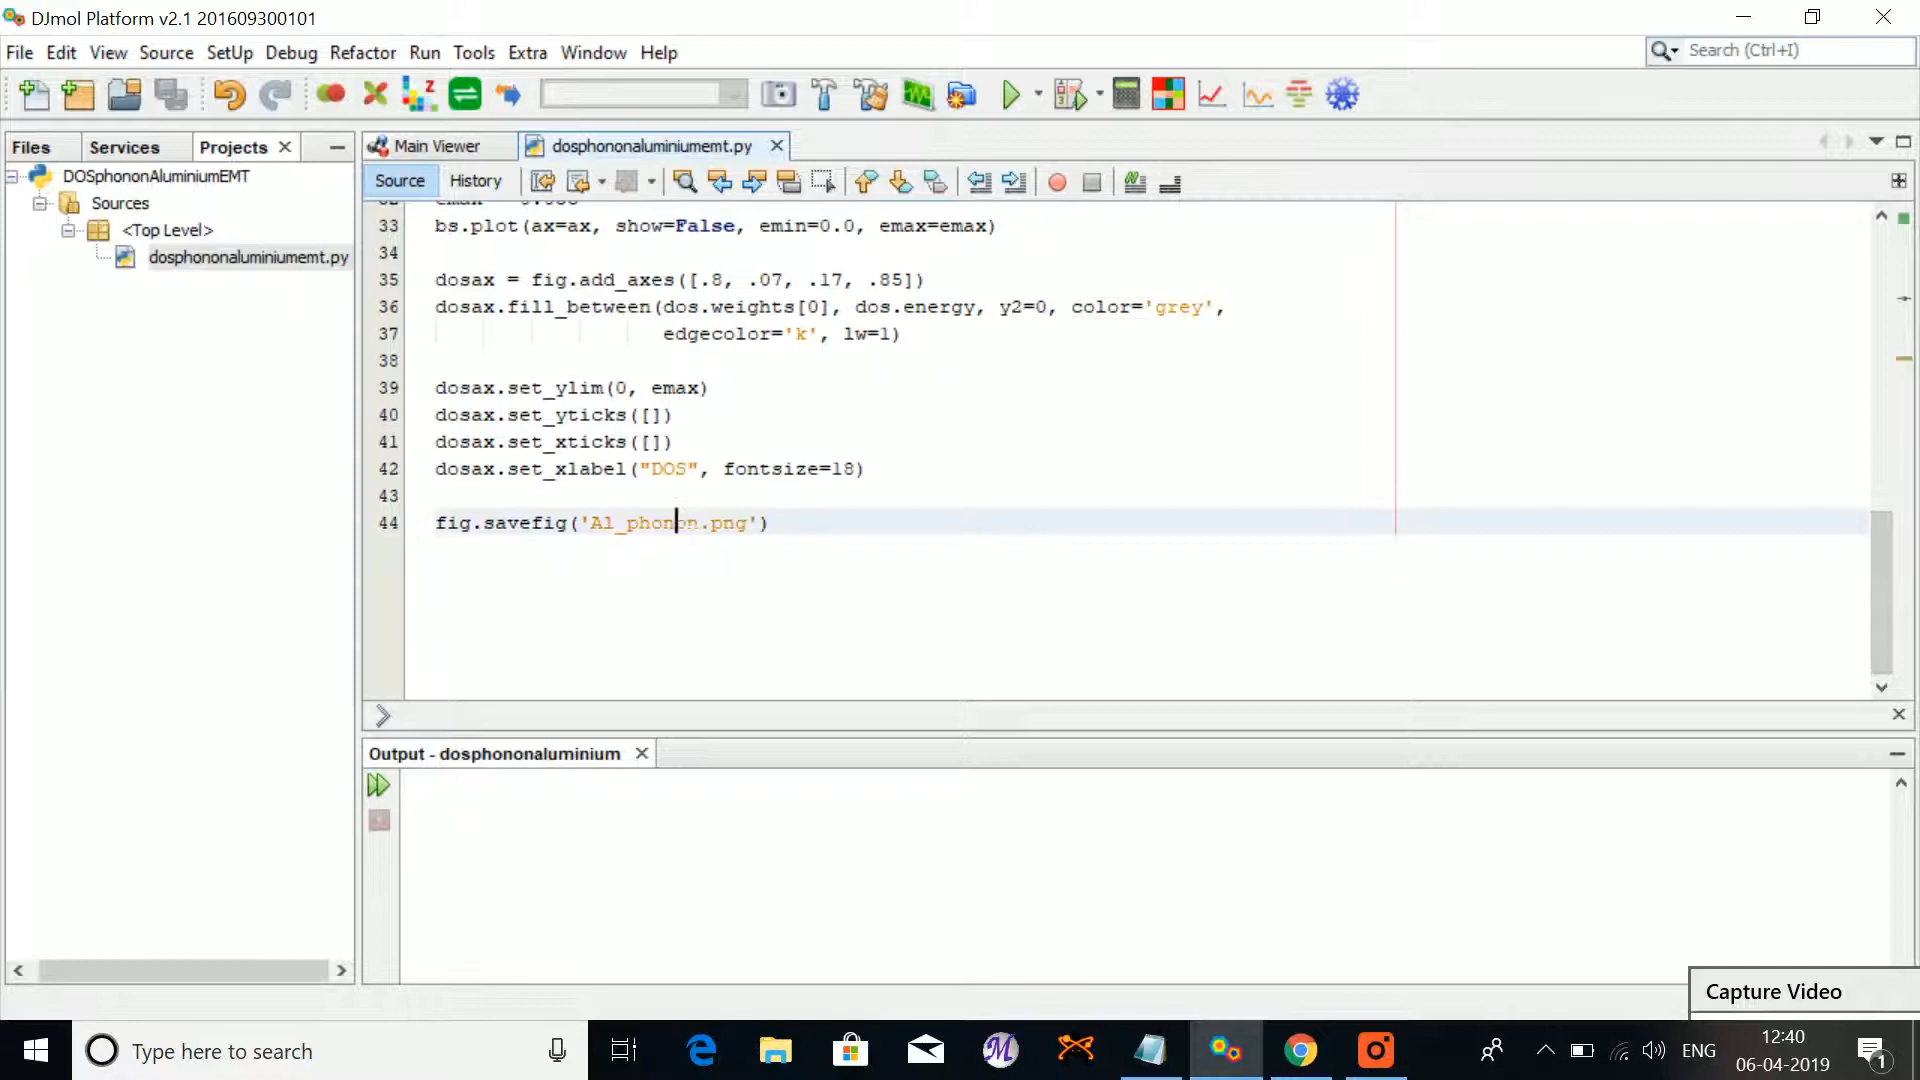 DJmol Platform v2.1 201609300101
File Edit View Source SetUp Debug Refactor Run Tools Extra Window Help
Search (Ctrl+I)
Files Services Projects
Main Viewer dosphononaluminiumemt.py
Source History
DOSphononAluminiumEMT
Sources
<Top Level>
dosphononaluminiumemt.py
33 bs.plot(ax=ax, show=False, emin=0.0, emax=emax)
34
35 dosax = fig.add_axes([.8, .07, .17, .85])
36 dosax.fill_between(dos.weights[0], dos.energy, y2=0, color='grey',
37 edgecolor='k', lw=1)
38
39 dosax.set_ylim(0, emax)
40 dosax.set_yticks([])
41 dosax.set_xticks([])
42 dosax.set_xlabel("DOS", fontsize=18)
43
44 fig.savefig('Al_phonon.png')
Output - dosphononaluminium
Capture Video
Type here to search
ENG
12:40
06-04-2019
1